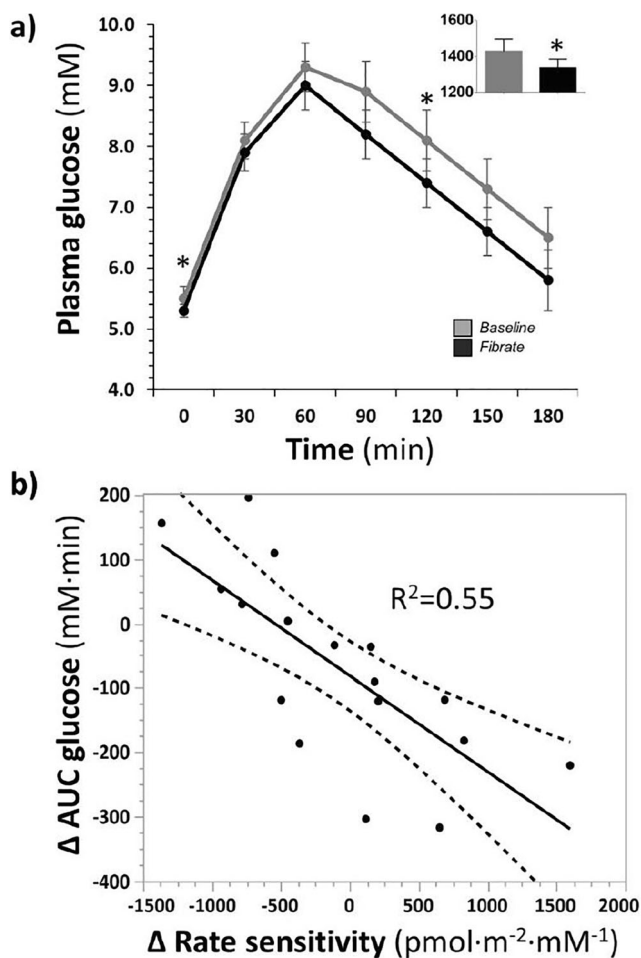 a)
Plasma glucose (mM)
10.0
9.0
8.0
7.0
6.0
5.0
4.0
*
*
1600
1400
1200
*
Baseline
Fibrate
0 30 60 90 120 150 180
Time (min)
b)
Δ AUC glucose (mM·min)
200
100
0
-100
-200
-300
-400
R²=0.55
-1500 -1000 -500 0 500 1000 1500 2000
Δ Rate sensitivity (pmol·m⁻²·mM⁻¹)